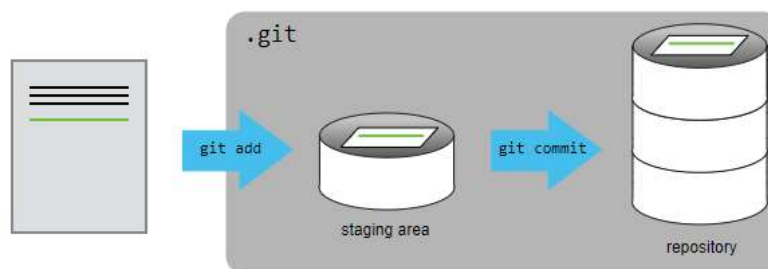 .git
git add
git commit
staging area
repository